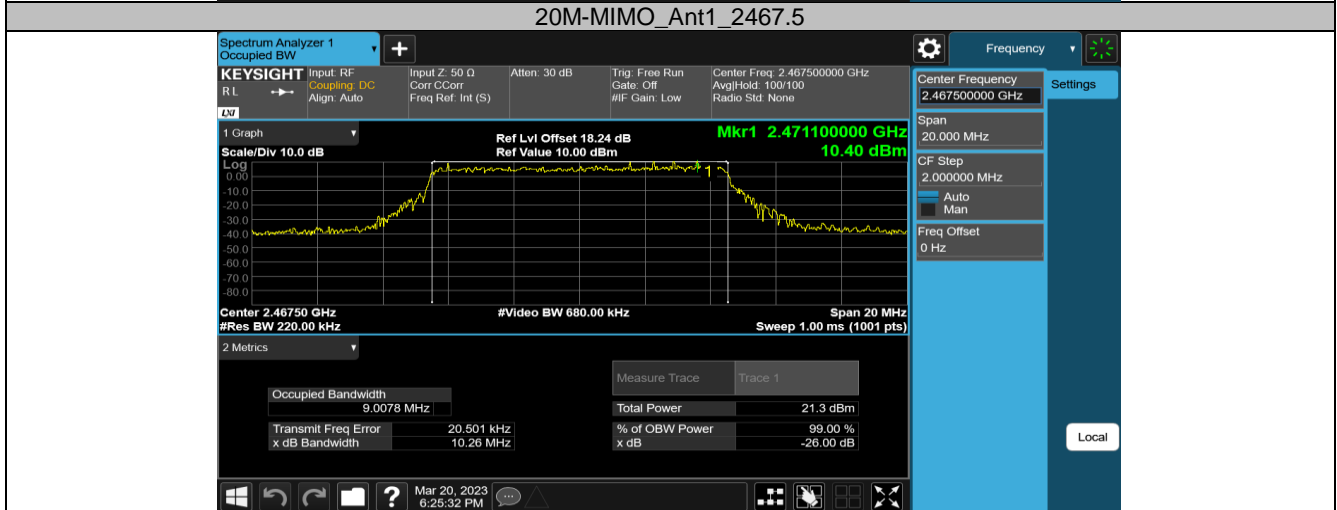 20M-MIMO_Ant1_2467.5
Spectrum Analyzer 1
Occupied BW
Frequency
KEYSIGHT Input: RF Input Z: 50 Ω Atten: 30 dB Trig: Free Run Center Freq: 2.467500000 GHz
R L Coupling: DC Corr CCorr Gate: Off Avg|Hold: 100/100
Align: Auto Freq Ref: Int (S) #IF Gain: Low Radio Std: None
LXI
Center Frequency
2.467500000 GHz
Settings
Span
20.000 MHz
CF Step
2.000000 MHz
Auto
Man
Freq Offset
0 Hz
1 Graph
Ref Lvl Offset 18.24 dB
Mkr1 2.471100000 GHz
Scale/Div 10.0 dB
Ref Value 10.00 dBm
10.40 dBm
Log
0.00
1
-10.0
-20.0
-30.0
-40.0
-50.0
-60.0
-70.0
-80.0
Center 2.46750 GHz #Video BW 680.00 kHz Span 20 MHz
#Res BW 220.00 kHz Sweep 1.00 ms (1001 pts)
2 Metrics
Measure Trace Trace 1
Occupied Bandwidth
9.0078 MHz
Total Power 21.3 dBm
Transmit Freq Error 20.501 kHz % of OBW Power 99.00 %
x dB Bandwidth 10.26 MHz x dB -26.00 dB
Local
Mar 20, 2023
6:25:32 PM